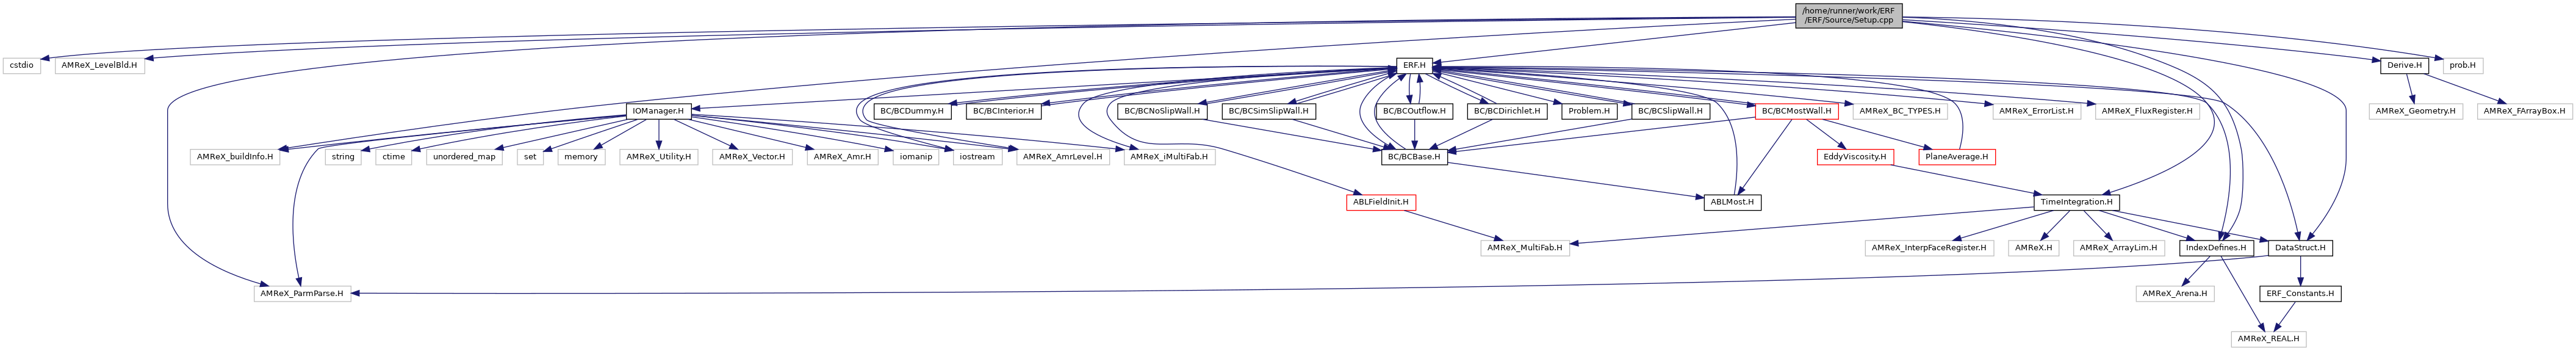 /home/runner/work/ERF
/ERF/Source/Setup.cpp
cstdio
AMReX_LevelBld.H
ERF.H
Derive.H
prob.H
IOManager.H
BC/BCDummy.H
BC/BCInterior.H
BC/BCNoSlipWall.H
BC/BCSimSlipWall.H
BC/BCOutflow.H
BC/BCDirichlet.H
Problem.H
BC/BCSlipWall.H
BC/BCMostWall.H
AMReX_BC_TYPES.H
AMReX_ErrorList.H
AMReX_FluxRegister.H
AMReX_Geometry.H
AMReX_FArrayBox.H
AMReX_buildInfo.H
string
ctime
unordered_map
set
memory
AMReX_Utility.H
AMReX_Vector.H
AMReX_Amr.H
iomanip
iostream
AMReX_AmrLevel.H
AMReX_iMultiFab.H
BC/BCBase.H
EddyViscosity.H
PlaneAverage.H
ABLFieldInit.H
ABLMost.H
TimeIntegration.H
AMReX_MultiFab.H
AMReX_InterpFaceRegister.H
AMReX.H
AMReX_ArrayLim.H
IndexDefines.H
DataStruct.H
AMReX_ParmParse.H
AMReX_Arena.H
ERF_Constants.H
AMReX_REAL.H